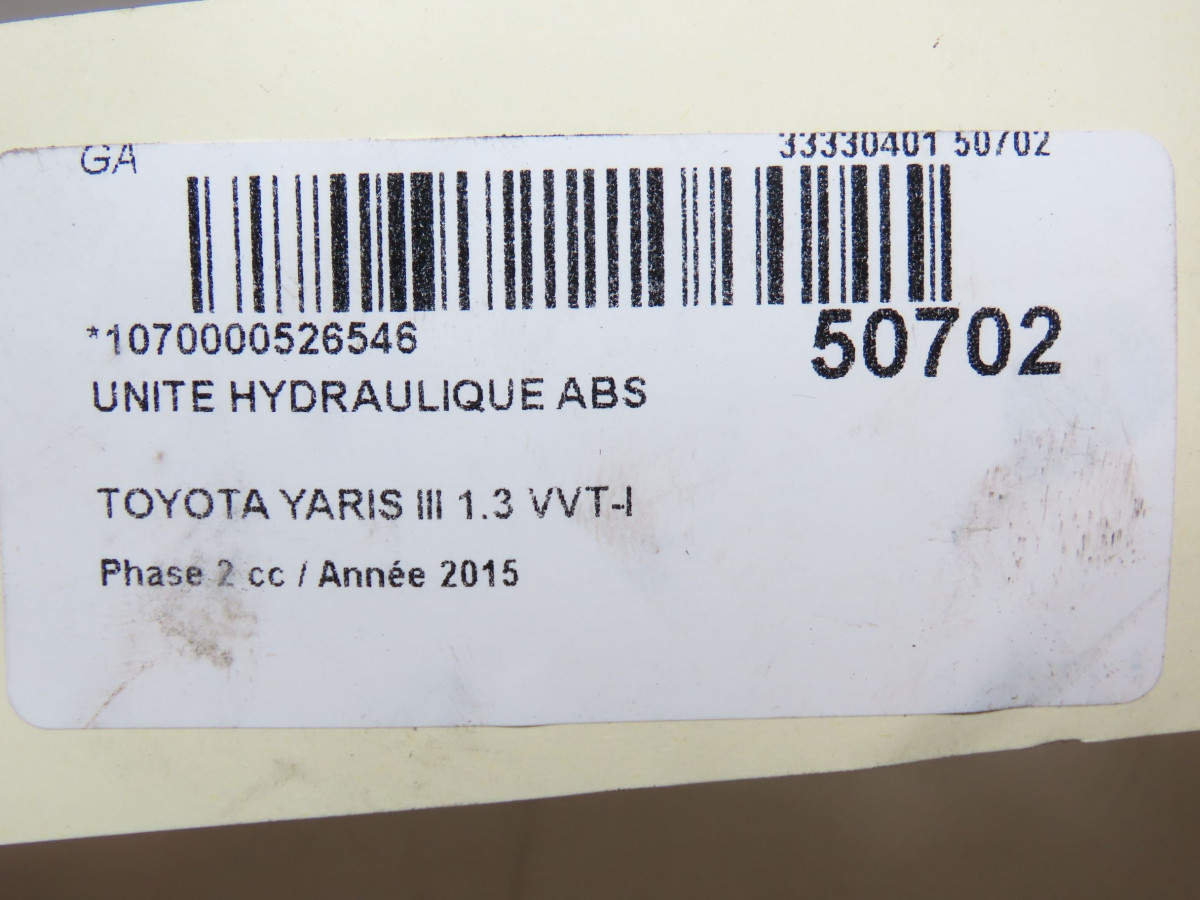 GA 33330401 50702
*1070000526546 50702
UNITE HYDRAULIQUE ABS
TOYOTA YARIS III 1.3 VVT-I
Phase 2 cc / Année 2015